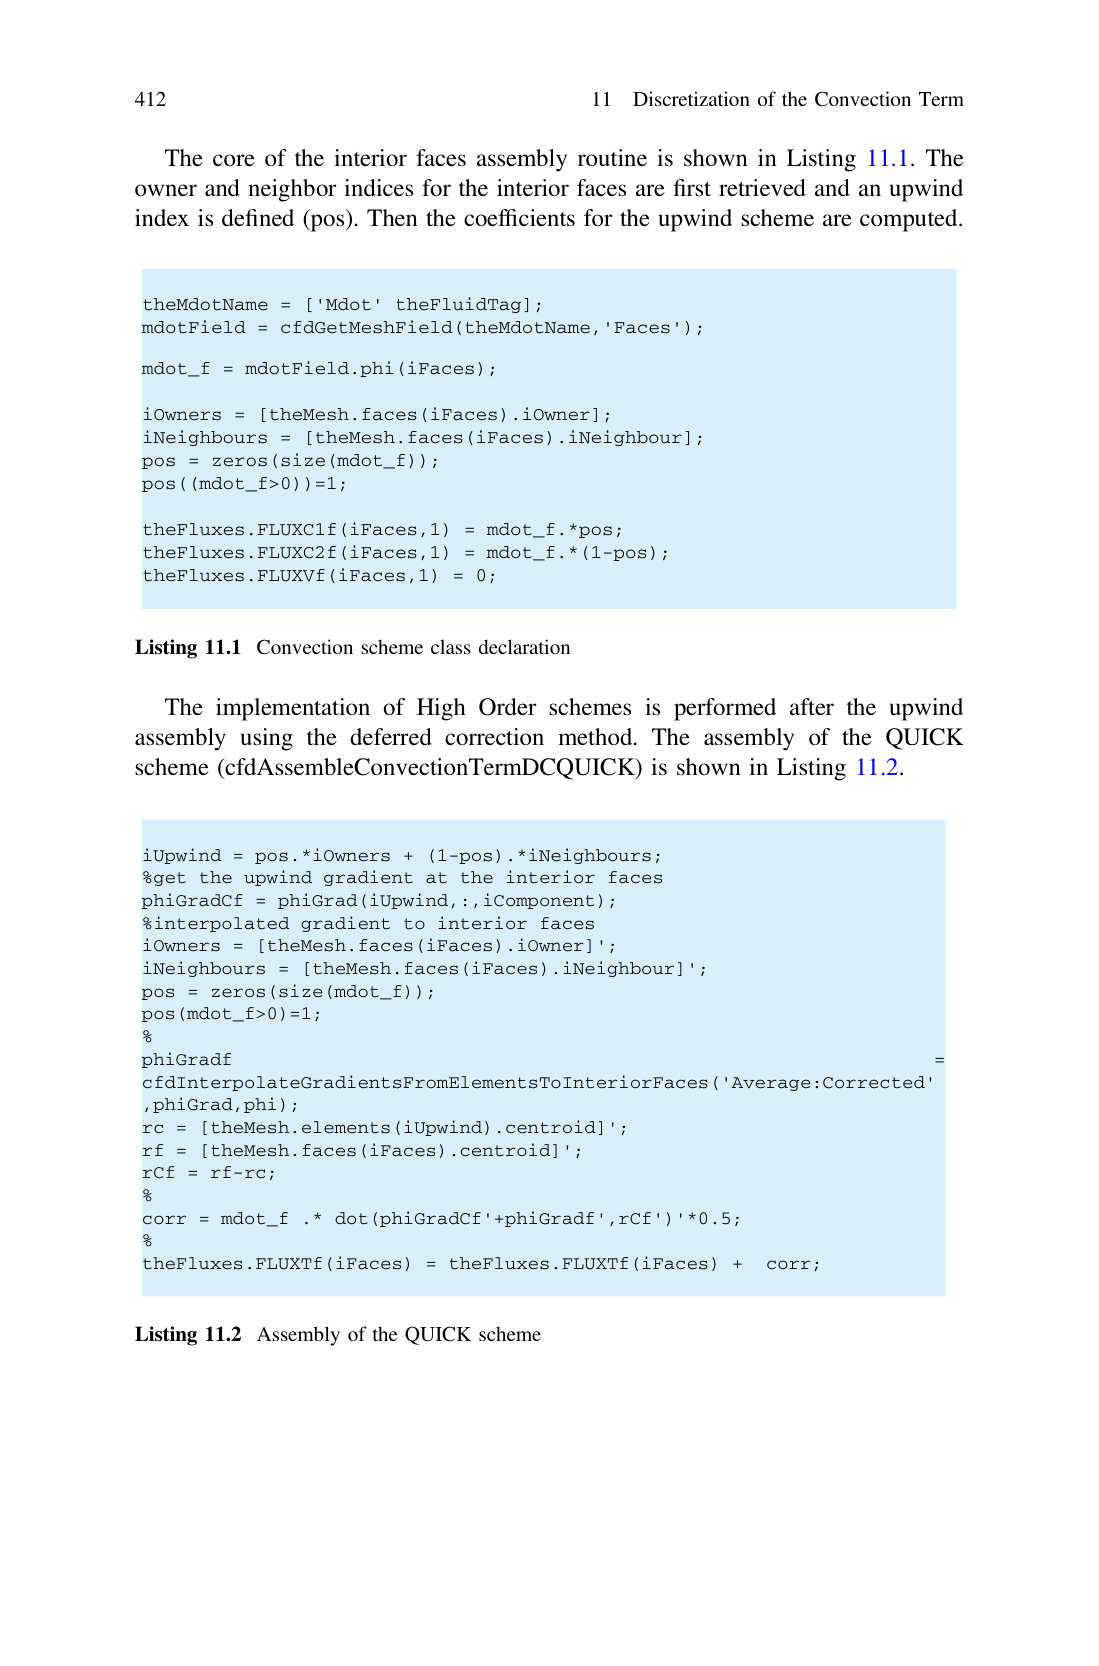 412
11 Discretization of the Convection Term
The core of the interior faces assembly routine is shown in Listing 11.1. The
owner and neighbor indices for the interior faces are first retrieved and an upwind
index is defined (pos). Then the coefficients for the upwind scheme are computed.
theMdotName = ['Mdot' theFluidTag];
mdotField = cfdGetMeshField(theMdotName,'Faces');
mdot_f = mdotField.phi(iFaces);
iOwners = [theMesh.faces(iFaces).iOwner];
iNeighbours = [theMesh.faces(iFaces).iNeighbour];
pos = zeros(size(mdot_f));
pos((mdot_f>0))=1;
theFluxes.FLUXC1f(iFaces,1) = mdot_f.*pos;
theFluxes.FLUXC2f(iFaces,1) = mdot_f.*(1-pos);
theFluxes.FLUXVf(iFaces,1) = 0;
Listing 11.1 Convection scheme class declaration
The implementation of High Order schemes is performed after the upwind
assembly using the deferred correction method. The assembly of the QUICK
scheme (cfdAssembleConvectionTermDCQUICK) is shown in Listing 11.2.
iUpwind = pos.*iOwners + (1-pos).*iNeighbours;
%get the upwind gradient at the interior faces
phiGradCf = phiGrad(iUpwind,:,iComponent);
%interpolated gradient to interior faces
iOwners = [theMesh.faces(iFaces).iOwner]';
iNeighbours = [theMesh.faces(iFaces).iNeighbour]';
pos = zeros(size(mdot_f));
pos(mdot_f>0)=1;
%
phiGradf =
cfdInterpolateGradientsFromElementsToInteriorFaces('Average:Corrected'
,phiGrad,phi);
rc = [theMesh.elements(iUpwind).centroid]';
rf = [theMesh.faces(iFaces).centroid]';
rCf = rf-rc;
%
corr = mdot_f .* dot(phiGradCf'+phiGradf',rCf')'*0.5;
%
theFluxes.FLUXTf(iFaces) = theFluxes.FLUXTf(iFaces) +  corr;
Listing 11.2 Assembly of the QUICK scheme